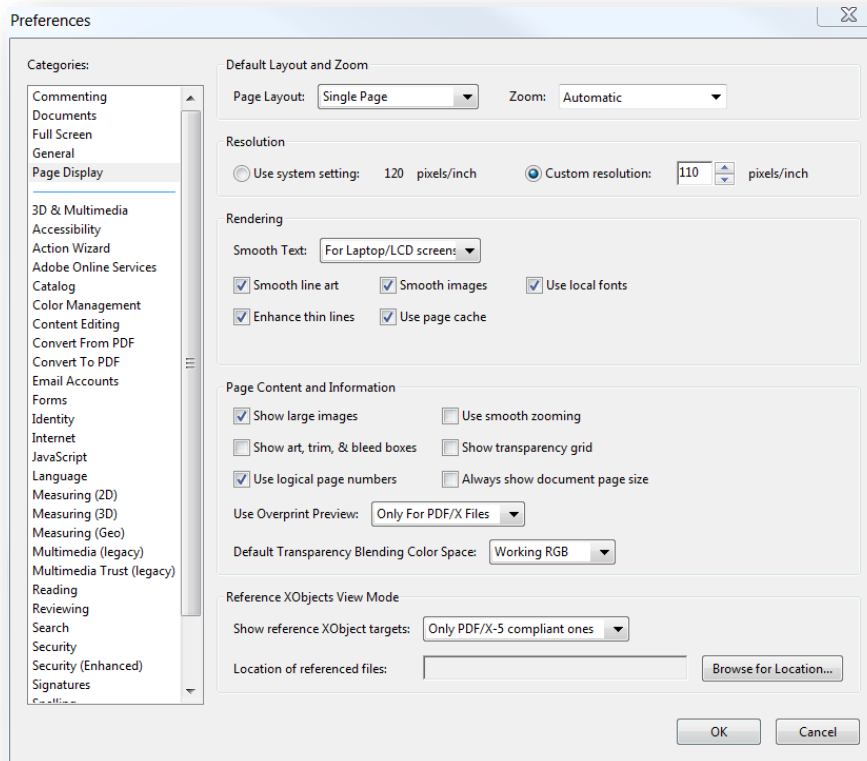 Preferences
Categories:
Commenting
Documents
Full Screen
General
Page Display
3D & Multimedia
Accessibility
Action Wizard
Adobe Online Services
Catalog
Color Management
Content Editing
Convert From PDF
Convert To PDF
Email Accounts
Forms
Identity
Internet
JavaScript
Language
Measuring (2D)
Measuring (3D)
Measuring (Geo)
Multimedia (legacy)
Multimedia Trust (legacy)
Reading
Reviewing
Search
Security
Security (Enhanced)
Signatures
Spelling
Default Layout and Zoom
Page Layout: Single Page Zoom: Automatic
Resolution
Use system setting: 120 pixels/inch Custom resolution: 110 pixels/inch
Rendering
Smooth Text: For Laptop/LCD screens
Smooth line art Smooth images Use local fonts
Enhance thin lines Use page cache
Page Content and Information
Show large images Use smooth zooming
Show art, trim, & bleed boxes Show transparency grid
Use logical page numbers Always show document page size
Use Overprint Preview: Only For PDF/X Files
Default Transparency Blending Color Space: Working RGB
Reference XObjects View Mode
Show reference XObject targets: Only PDF/X-5 compliant ones
Location of referenced files: Browse for Location...
OK Cancel